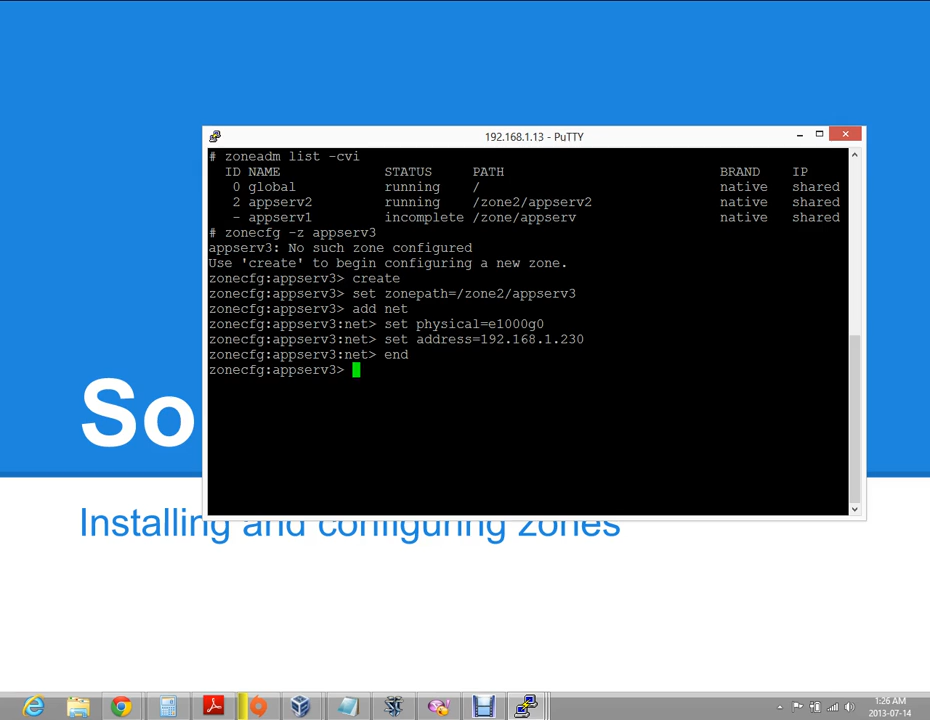 192.168.1.13 - PuTTY
# zoneadm list -cvi
ID NAME STATUS PATH BRAND IP
0 global running / native shared
2 appserv2 running /zone2/appserv2 native shared
- appserv1 incomplete /zone/appserv native shared
# zonecfg -z appserv3
appserv3: No such zone configured
Use 'create' to begin configuring a new zone.
zonecfg:appserv3> create
zonecfg:appserv3> set zonepath=/zone2/appserv3
zonecfg:appserv3> add net
zonecfg:appserv3:net> set physical=e1000g0
zonecfg:appserv3:net> set address=192.168.1.230
zonecfg:appserv3:net> end
zonecfg:appserv3>
So
Installing and configuring zones
1:26 AM
2013-07-14